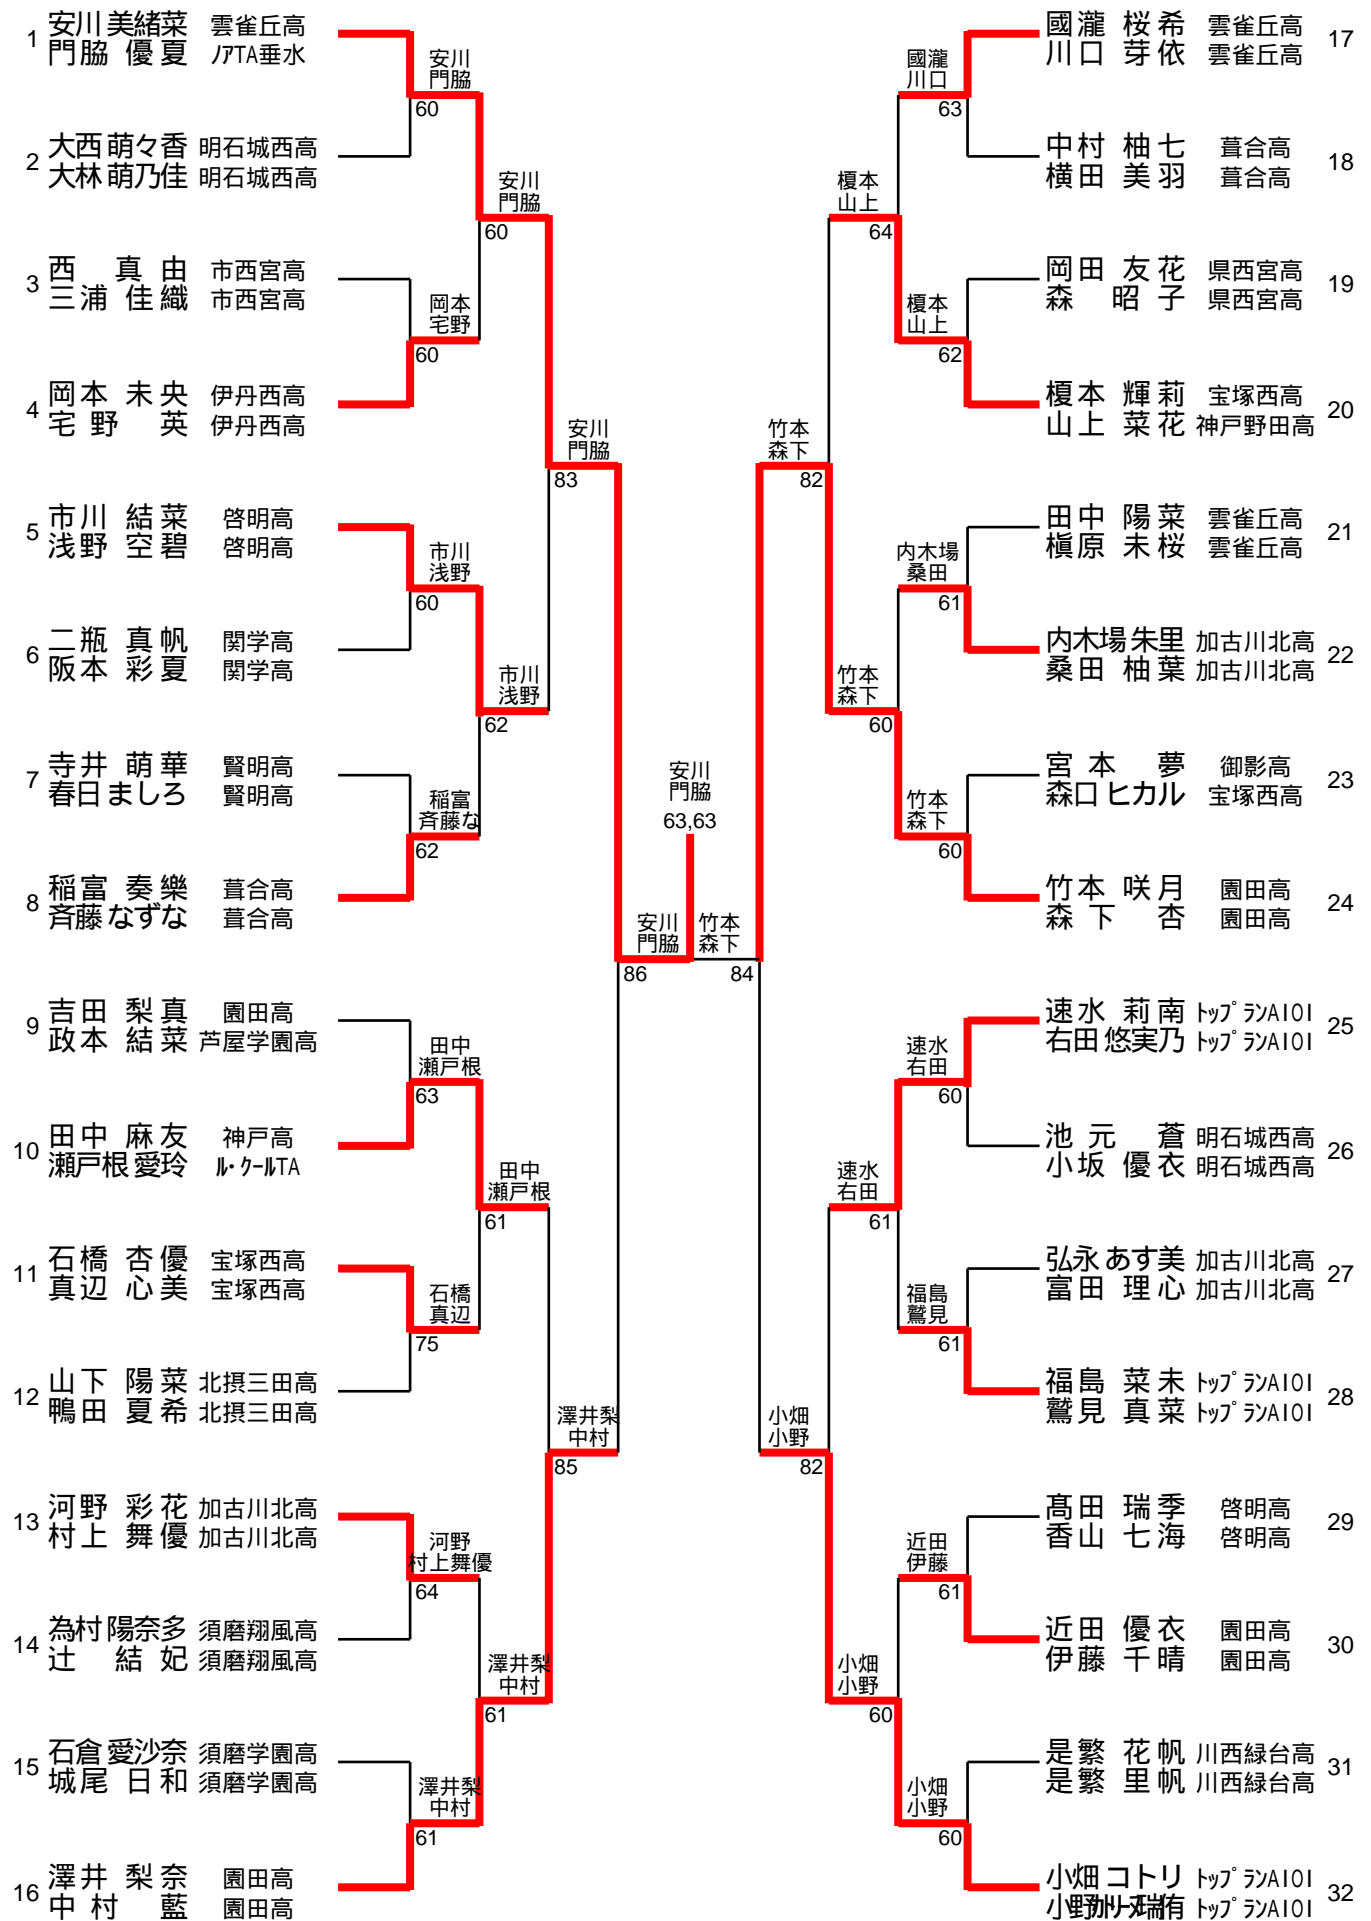 1 安川 美緒菜 雲雀丘高
門脇 優夏 ノアTA垂水
2 大西 萌々香 明石城西高
大林 萌乃佳 明石城西高
3 西 真由 市西宮高
三浦 佳織 市西宮高
4 岡本 未央 伊丹西高
宅野 英 伊丹西高
5 市川 結菜 啓明高
浅野 空碧 啓明高
6 二瓶 真帆 関学高
阪本 彩夏 関学高
7 寺井 萌華 賢明高
春日 ましろ 賢明高
8 稲富 奏樂 葺合高
斉藤 なずな 葺合高
9 吉田 梨真 園田高
政本 結菜 芦屋学園高
10 田中 麻友 神戸高
瀬戸根 愛玲 ル・クールTA
11 石橋 杏優 宝塚西高
真辺 心美 宝塚西高
12 山下 陽菜 北摂三田高
鴨田 夏希 北摂三田高
13 河野 彩花 加古川北高
村上 舞優 加古川北高
14 為村 陽奈多 須磨翔風高
辻 結妃 須磨翔風高
15 石倉 愛沙奈 須磨学園高
城尾 日和 須磨学園高
16 澤井 梨奈 園田高
中村 藍 園田高
安川
門脇
60
岡本
宅野
60
市川
浅野
60
稲富
斉藤な
62
田中
瀬戸根
63
石橋
真辺
75
河野
村上舞優
64
澤井梨
中村
61
安川
門脇
60
市川
浅野
62
田中
瀬戸根
61
澤井梨
中村
61
安川
門脇
83
澤井梨
中村
85
安川
門脇
86
安川
門脇
63,63
竹本
森下
84
竹本
森下
82
小畑
小野
82
榎本
山上
64
竹本
森下
60
速水
右田
61
小畑
小野
60
國瀧
川口
63
榎本
山上
62
内木場
桑田
61
竹本
森下
60
速水
右田
60
福島
鷲見
61
近田
伊藤
61
小畑
小野
60
國瀧 桜希 雲雀丘高 17
川口 芽依 雲雀丘高
中村 柚七 葺合高 18
横田 美羽 葺合高
岡田 友花 県西宮高 19
森 昭子 県西宮高
榎本 輝莉 宝塚西高 20
山上 菜花 神戸野田高
田中 陽菜 雲雀丘高 21
槇原 未桜 雲雀丘高
内木場 朱里 加古川北高 22
桑田 柚葉 加古川北高
宮本 夢 御影高 23
森口 ヒカル 宝塚西高
竹本 咲月 園田高 24
森下 杏 園田高
速水 莉南 トップランAIOI 25
右田 悠実乃 トップランAIOI
池元 蒼 明石城西高 26
小坂 優衣 明石城西高
弘永 あす美 加古川北高 27
富田 理心 加古川北高
福島 菜未 トップランAIOI 28
鷲見 真菜 トップランAIOI
髙田 瑞季 啓明高 29
香山 七海 啓明高
近田 優衣 園田高 30
伊藤 千晴 園田高
是繁 花帆 川西緑台高 31
是繁 里帆 川西緑台高
小畑 コトリ トップランAIOI 32
小野 瑞侑 トップランAIOI